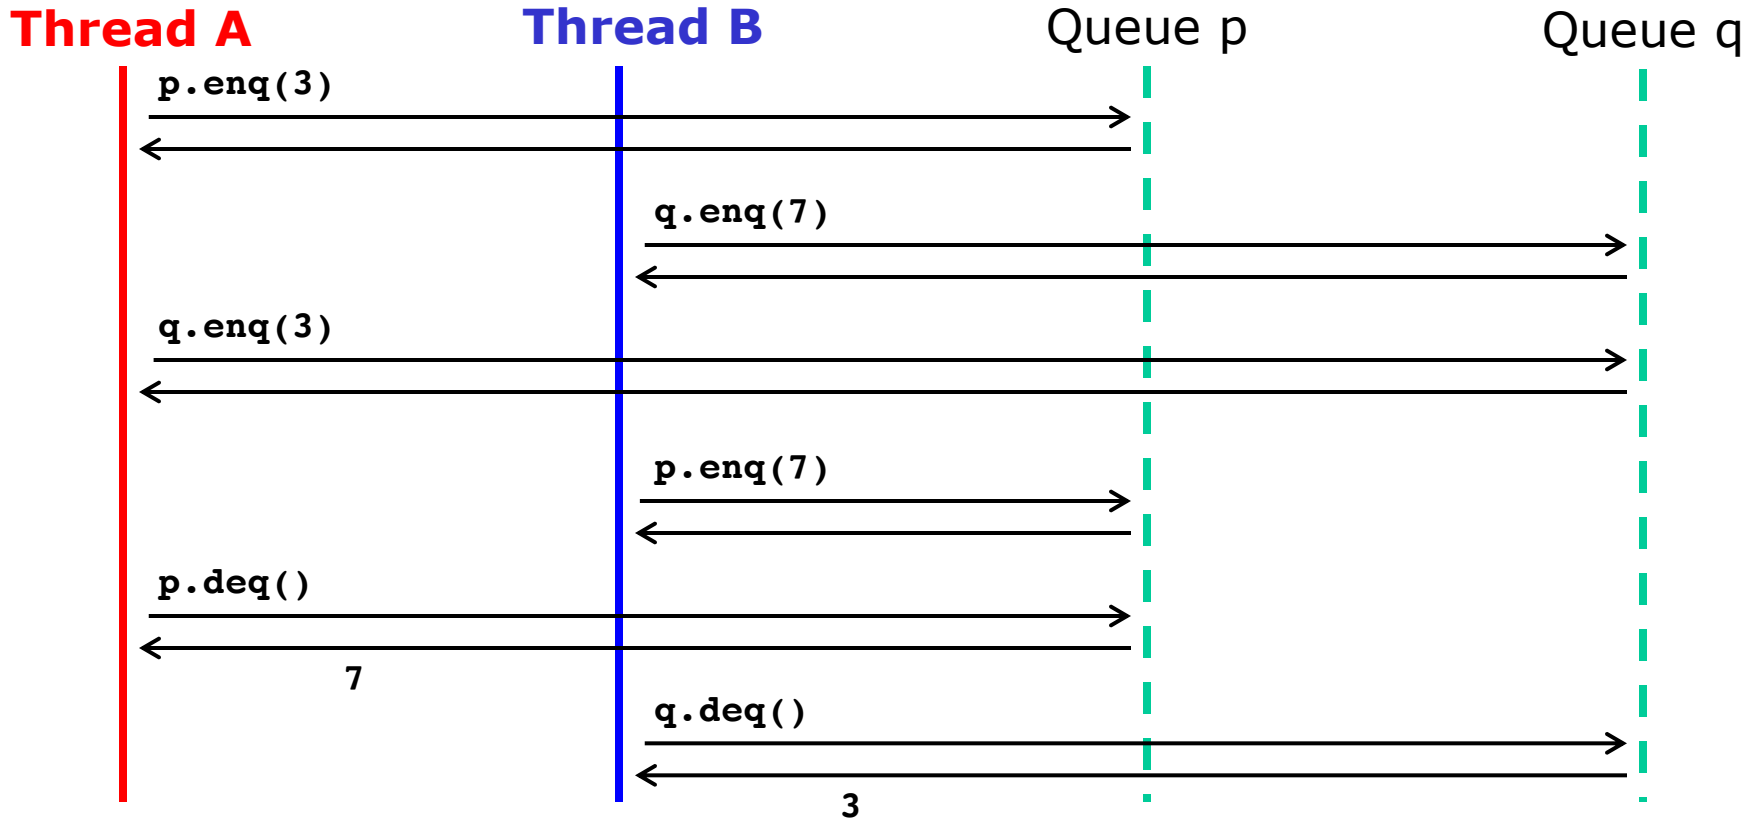 Thread A Thread B Queue p Queue q
p.enq(3)
q.enq(7)
q.enq(3)
p.enq(7)
p.deq()
7
q.deq()
3